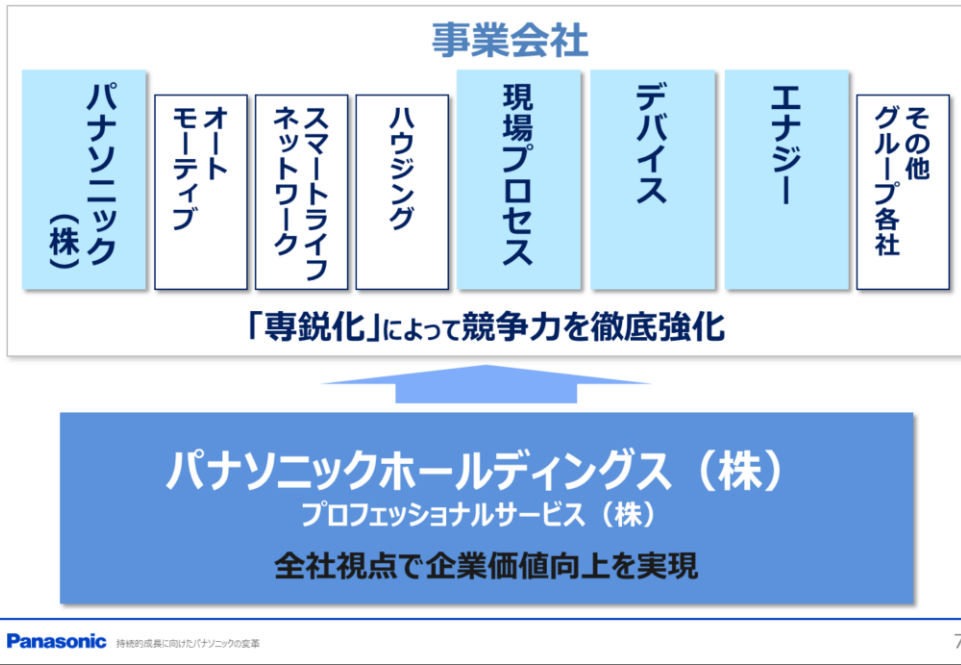 事業会社
パナソニック
(株)
オート
モーティブ
スマートライフ
ネットワーク
ハウジング
現場プロセス
デバイス
エナジー
その他
グループ各社
「専鋭化」によって競争力を徹底強化
パナソニックホールディングス（株）
プロフェッショナルサービス（株）
全社視点で企業価値向上を実現
Panasonic 持続的成長に向けたパナソニックの変革
7